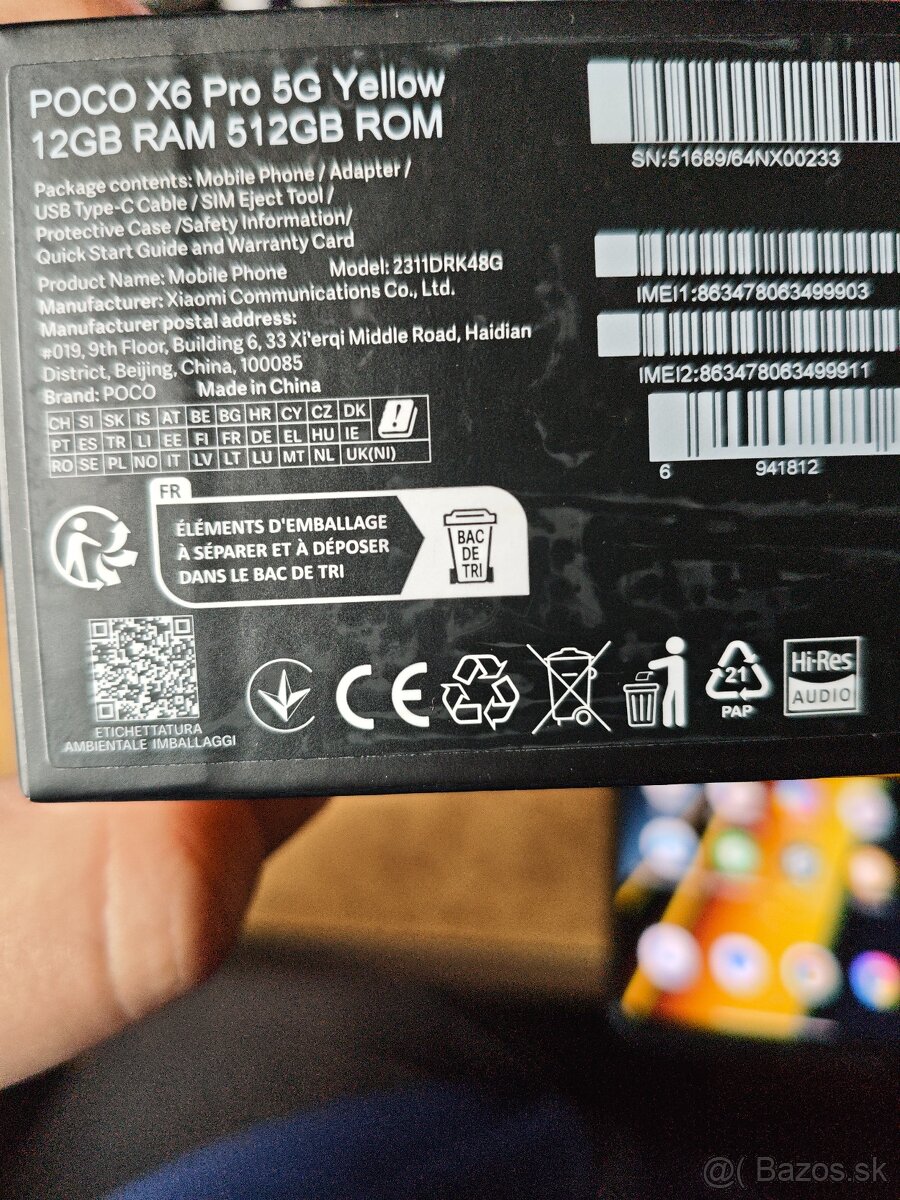 POCO X6 Pro 5G Yellow
12GB RAM 512GB ROM
Package contents: Mobile Phone / Adapter /
USB Type-C Cable / SIM Eject Tool /
Protective Case /Safety Information/
Quick Start Guide and Warranty Card
Product Name: Mobile Phone Model: 2311DRK48G
Manufacturer: Xiaomi Communications Co., Ltd.
Manufacturer postal address:
#019, 9th Floor, Building 6, 33 Xi'erqi Middle Road, Haidian
District, Beijing, China, 100085
Brand: POCO Made in China
CH SI SK IS AT BE BG HR CY CZ DK
PT ES TR LI EE FI FR DE EL HU IE
RO SE PL NO IT LV LT LU MT NL UK(NI)
SN:51689/64NX00233
IMEI1:863478063499903
IMEI2:863478063499911
6 941812
FR
ÉLÉMENTS D'EMBALLAGE
À SÉPARER ET À DÉPOSER
DANS LE BAC DE TRI
BAC
DE
TRI
ETICHETTATURA
AMBIENTALE IMBALLAGGI
CE
21
PAP
Hi-Res
AUDIO
@( Bazos.sk